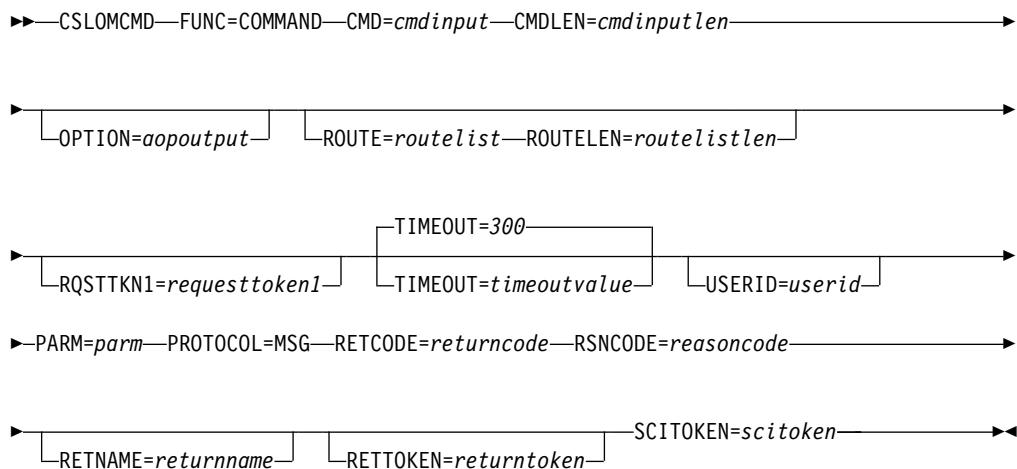 CSLOMCMD FUNC=COMMAND CMD=cmdinput CMDLEN=cmdinputlen
OPTION=aopoutput ROUTE=routelist ROUTELEN=routelistlen
TIMEOUT=300
RQSTTKN1=requesttoken1 TIMEOUT=timeoutvalue USERID=userid
PARM=parm PROTOCOL=MSG RETCODE=returncode RSNCODE=reasoncode
SCITOKEN=scitoken
RETNAME=returnname RETTOKEN=returntoken